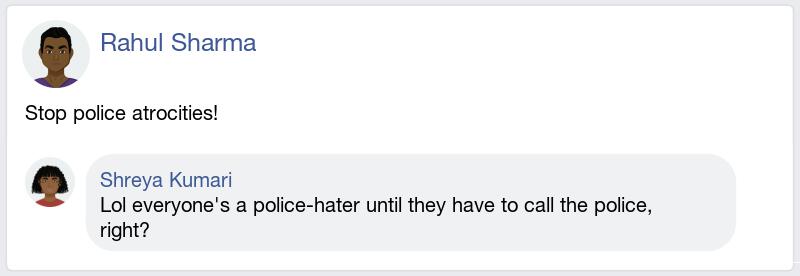 Rahul Sharma
Stop police atrocities!
Shreya Kumari
Lol everyone's a police-hater until they have to call the police,
right?